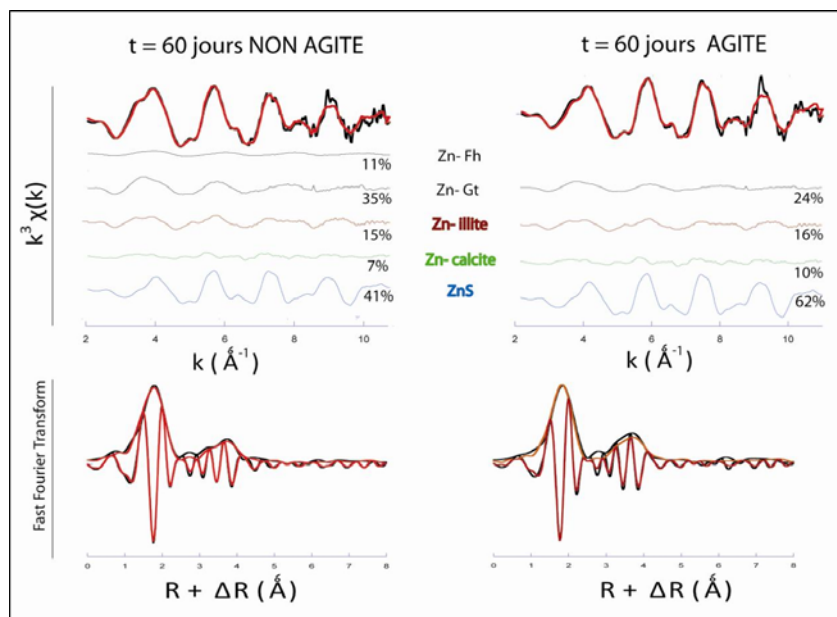 t = 60 jours NON AGITE
t = 60 jours AGITE
k³ χ(k)
Zn- Fh
11%
Zn- Gt
35%
24%
Zn- illite
15%
16%
Zn- calcite
7%
10%
ZnS
41%
62%
2 4 6 8 10
2 4 6 8 10
k ( Å⁻¹)
k ( Å⁻¹)
Fast Fourier Transform
0 1 2 3 4 5 6 7 8
0 1 2 3 4 5 6 7 8
R + ΔR ( Å)
R + ΔR ( Å)